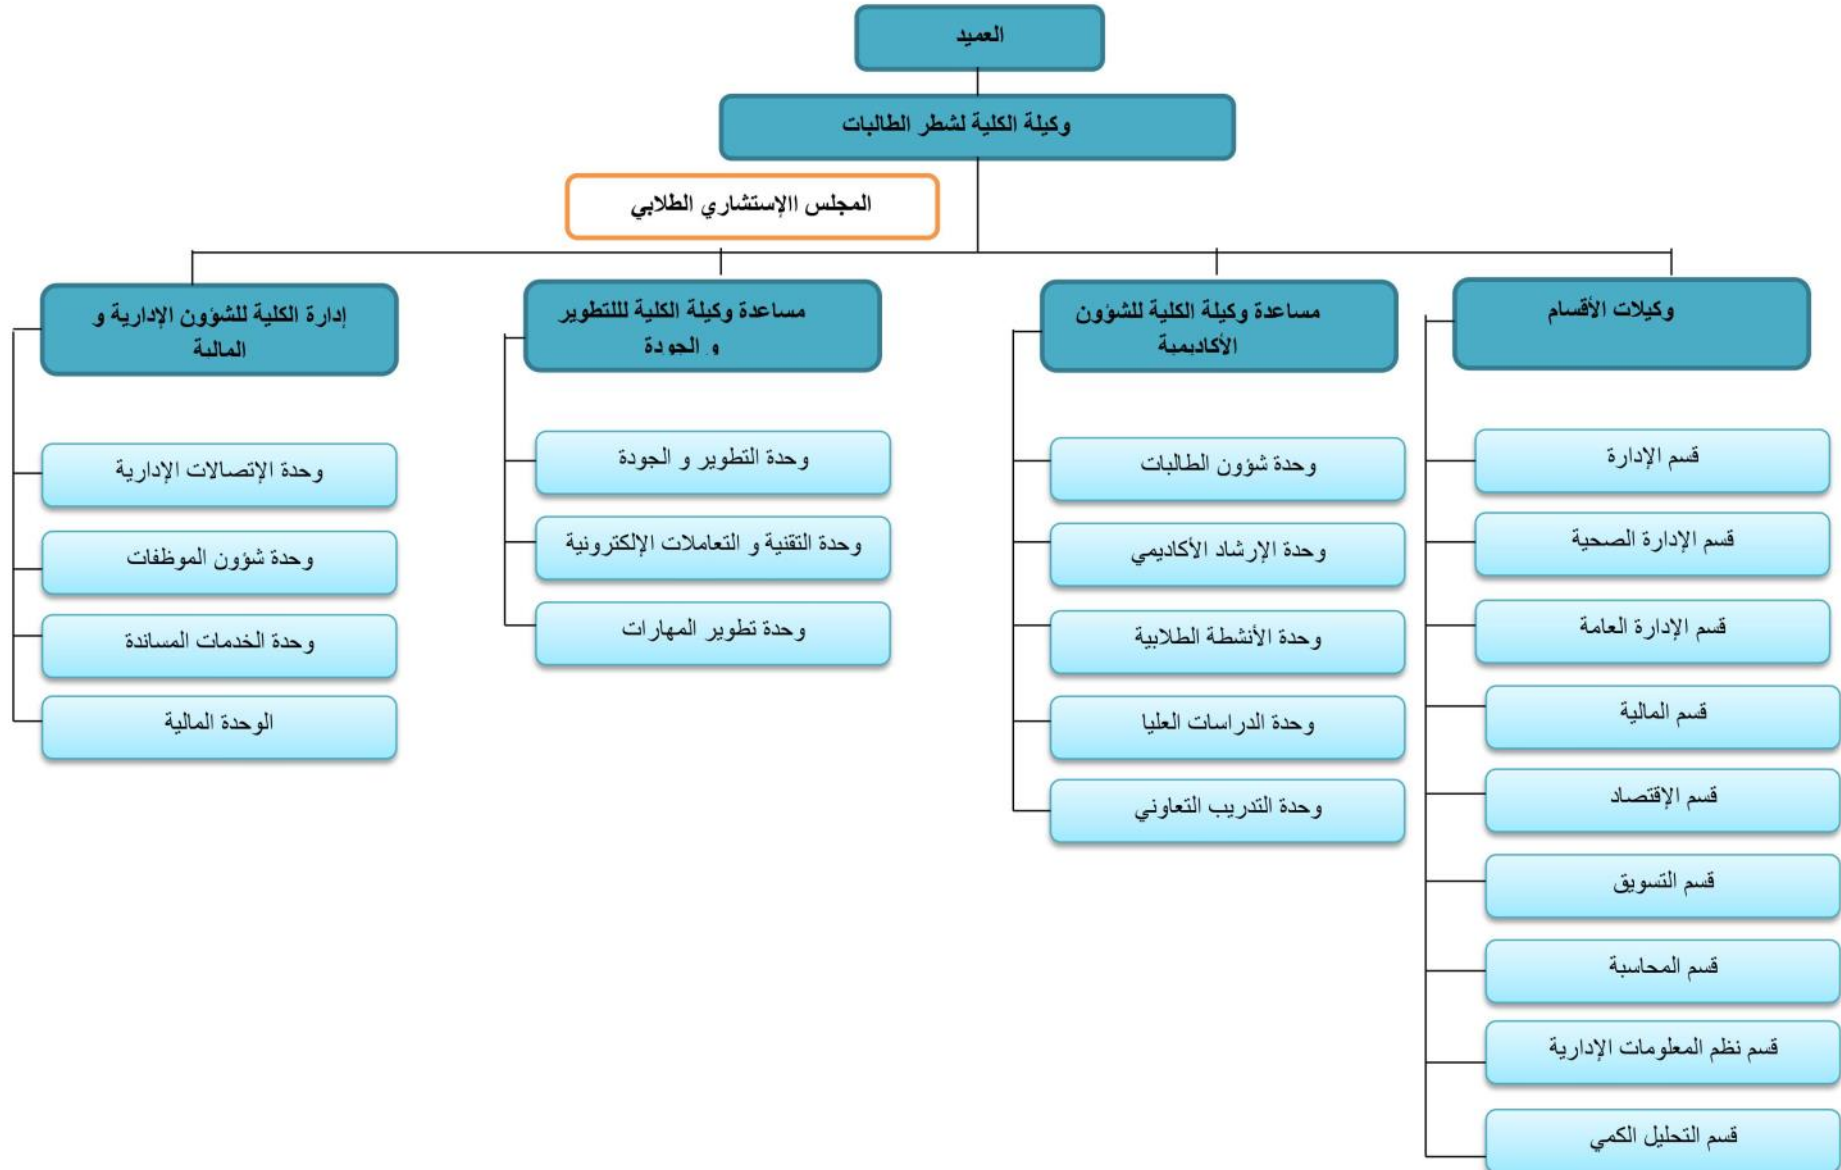 العميد
وكيلة الكلية لشطر الطالبات
المجلس االإستشاري الطلابي
وكيلات الأقسام
قسم الإدارة
قسم الإدارة الصحية
قسم الإدارة العامة
قسم المالية
قسم الإقتصاد
قسم التسويق
قسم المحاسبة
قسم نظم المعلومات الإدارية
قسم التحليل الكمي
مساعدة وكيلة الكلية للشؤون
الأكاديمية
وحدة شؤون الطالبات
وحدة الإرشاد الأكاديمي
وحدة الأنشطة الطلابية
وحدة الدراسات العليا
وحدة التدريب التعاوني
مساعدة وكيلة الكلية لللتطوير
و الجودة
وحدة التطوير و الجودة
وحدة التقنية و التعاملات الإلكترونية
وحدة تطوير المهارات
إدارة الكلية للشؤون الإدارية و
المالية
وحدة الإتصالات الإدارية
وحدة شؤون الموظفات
وحدة الخدمات المساندة
الوحدة المالية